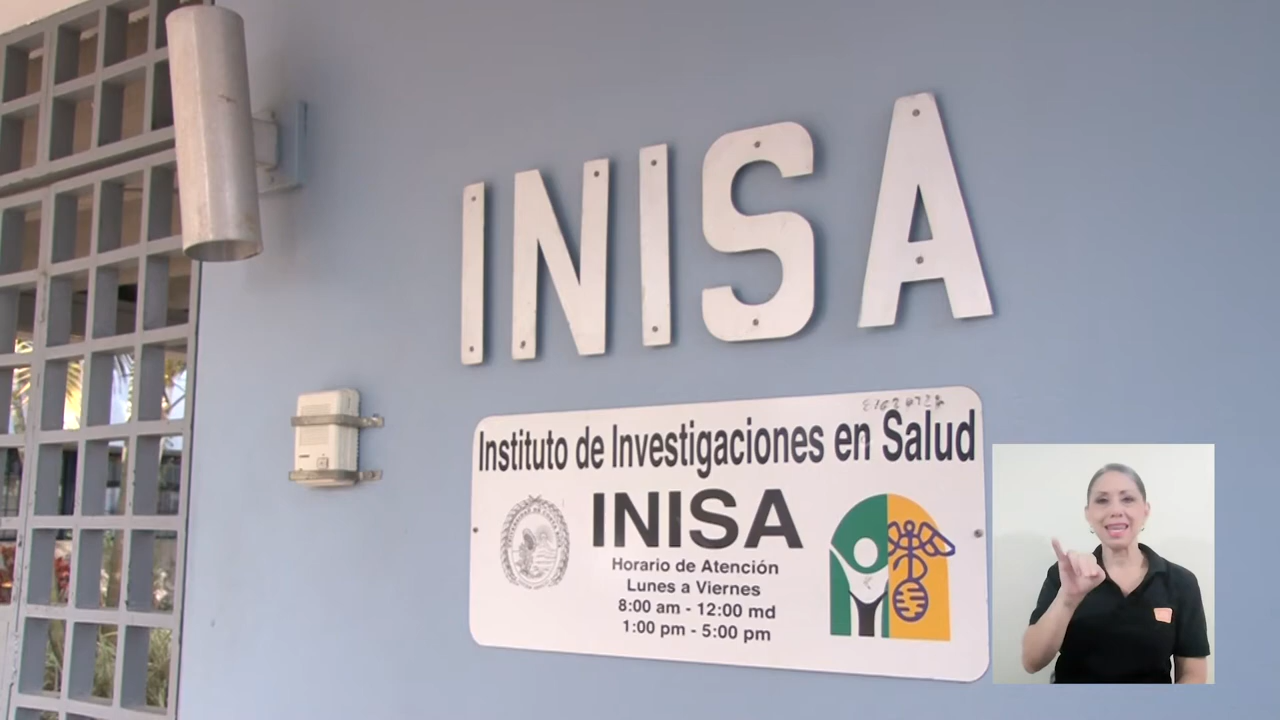 INISA
Instituto de Investigaciones en Salud
INISA
Horario de Atención
Lunes a Viernes
8:00 am - 12:00 md
1:00 pm - 5:00 pm